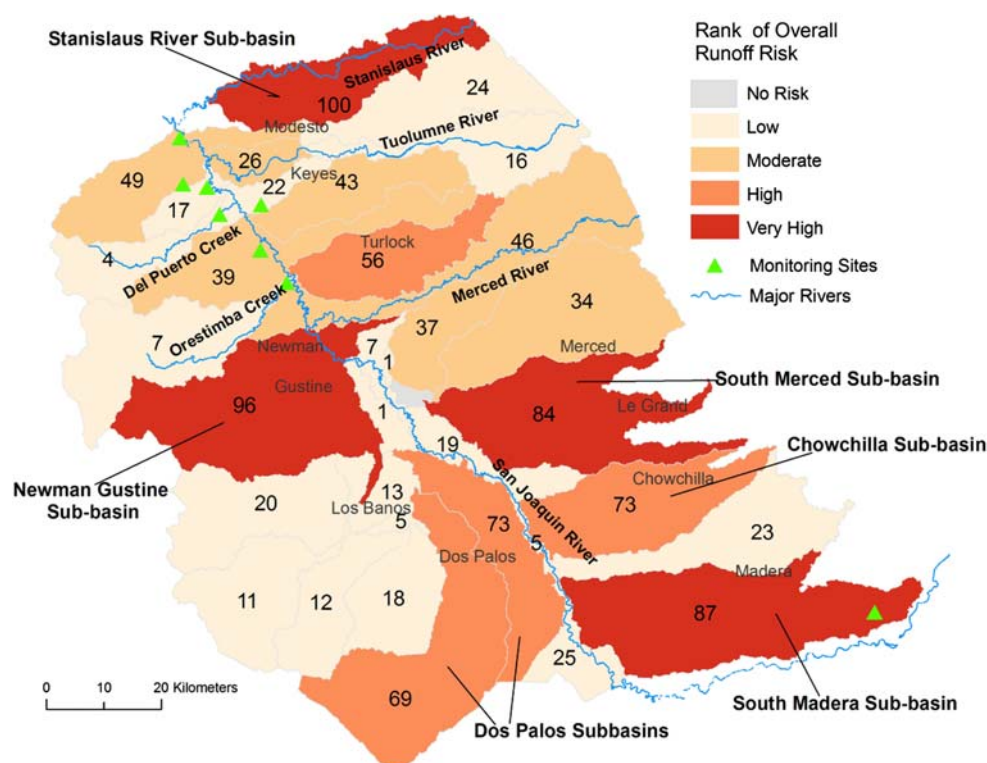 Stanislaus River Sub-basin
Stanislaus River
100
24
Modesto
Tuolumne River
16
26
Keyes
49
22
43
17
4
Del Puerto Creek
39
Turlock
56
46
Merced River
34
Orestimba Creek
37
7
Newman
7
1
Merced
Gustine
96
1
South Merced Sub-basin
Le Grand
84
19
Chowchilla Sub-basin
Newman Gustine
Sub-basin
San Joaquin River
Chowchilla
73
20
13
Los Banos
5
73
Dos Palos
5
23
Madera
11
12
18
87
25
South Madera Sub-basin
69
Dos Palos Subbasins
0 10 20 Kilometers
Rank of Overall
Runoff Risk
No Risk
Low
Moderate
High
Very High
Monitoring Sites
Major Rivers